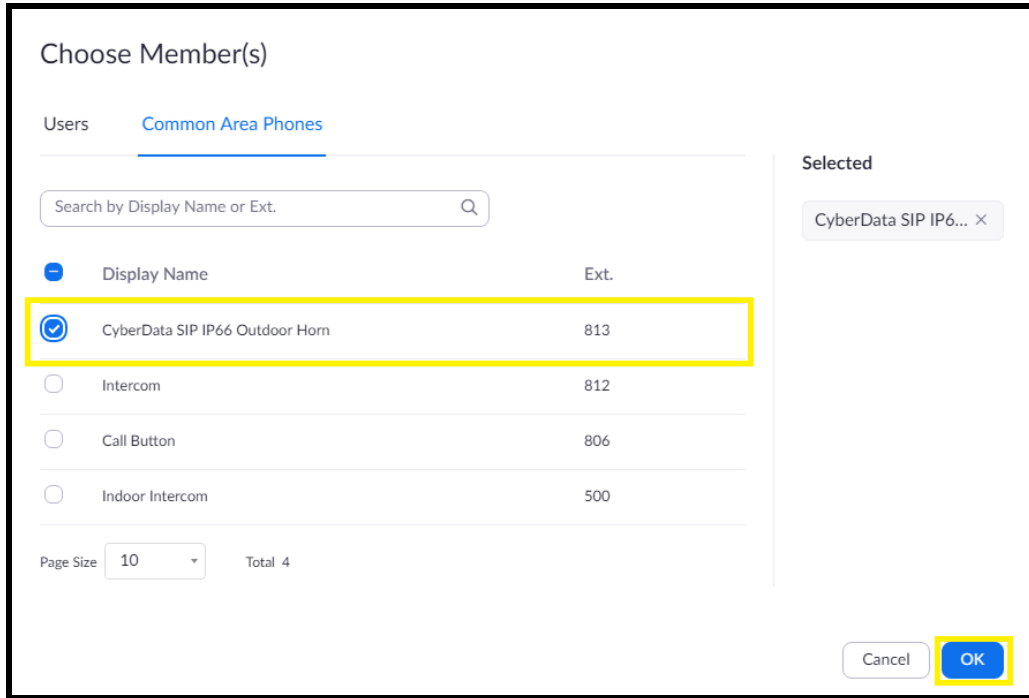 Choose Member(s)
Users Common Area Phones
Search by Display Name or Ext.
Display Name Ext.
CyberData SIP IP66 Outdoor Horn 813
Intercom 812
Call Button 806
Indoor Intercom 500
Page Size 10 Total 4
Selected
CyberData SIP IP6... ×
Cancel OK